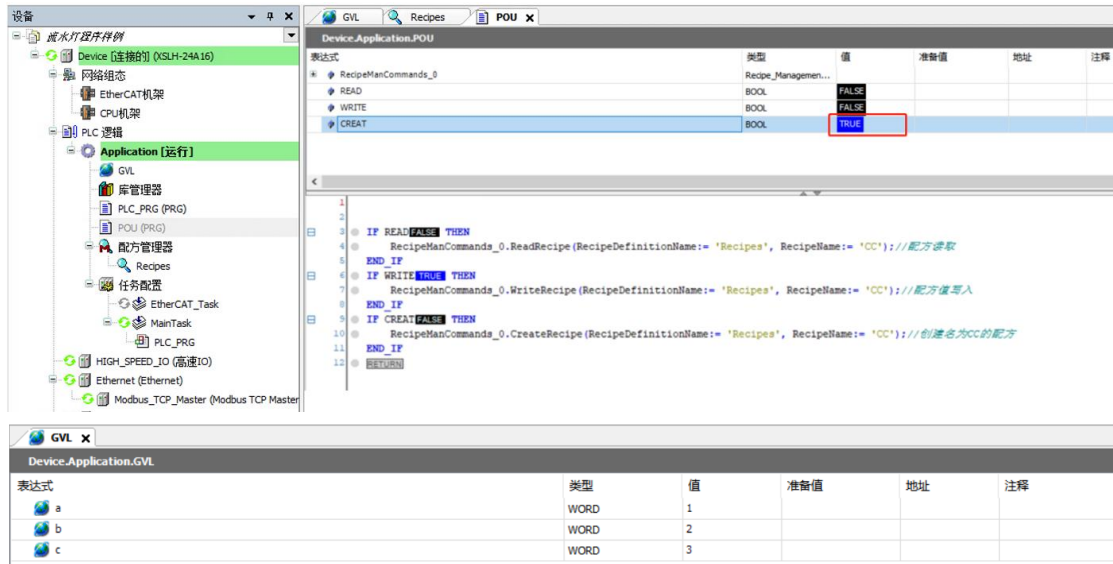 设备
流水灯程序样例
Device [连接的] (XSLH-24A16)
网络组态
EtherCAT机架
CPU机架
PLC 逻辑
Application [运行]
GVL
库管理器
PLC_PRG (PRG)
POU (PRG)
配方管理器
Recipes
任务配置
EtherCAT_Task
MainTask
PLC_PRG
HIGH_SPEED_IO (高速IO)
Ethernet (Ethernet)
Modbus_TCP_Master (Modbus TCP Master
GVL Recipes POU
Device.Application.POU
表达式 类型 值 准备值 地址 注释
RecipeManCommands_0 Recipe_Managemen...
READ BOOL FALSE
WRITE BOOL FALSE
CREAT BOOL TRUE
1
2
3 IF READ FALSE THEN
4 RecipeManCommands_0.ReadRecipe(RecipeDefinitionName:= 'Recipes', RecipeName:= 'CC');//配方读取
5 END_IF
6 IF WRITE TRUE THEN
7 RecipeManCommands_0.WriteRecipe(RecipeDefinitionName:= 'Recipes', RecipeName:= 'CC');//配方值写入
8 END_IF
9 IF CREAT FALSE THEN
10 RecipeManCommands_0.CreateRecipe(RecipeDefinitionName:= 'Recipes', RecipeName:= 'CC');//创建名为CC的配方
11 END_IF
12 RETURN
GVL
Device.Application.GVL
表达式 类型 值 准备值 地址 注释
a WORD 1
b WORD 2
c WORD 3